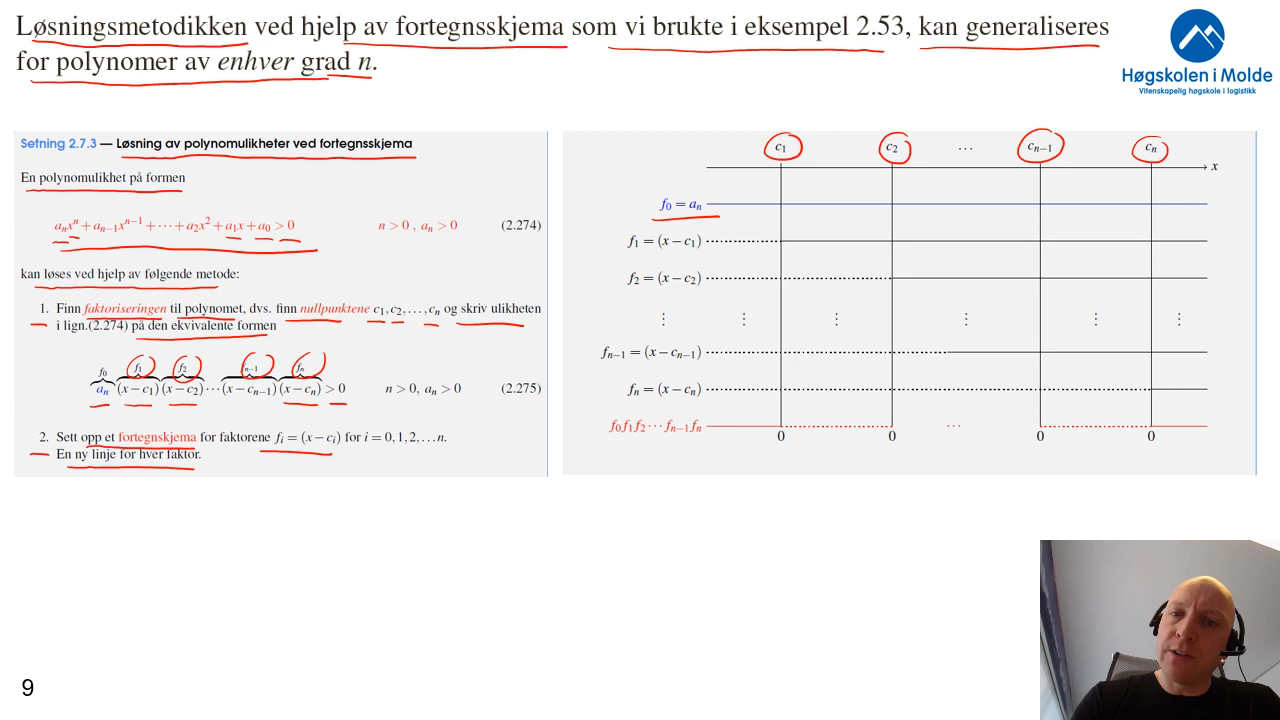 Løsningsmetodikken ved hjelp av fortegnsskjema som vi brukte i eksempel 2.53, kan generaliseres
for polynomer av enhver grad n.
Høgskolen i Molde
Vitenskapelig høgskole i logistikk
Setning 2.7.3 — Løsning av polynomulikheter ved fortegnsskjema
En polynomulikhet på formen
aₙxⁿ + aₙ₋₁xⁿ⁻¹ + ··· + a₂x² + a₁x + a₀ > 0 n > 0 , aₙ > 0 (2.274)
kan løses ved hjelp av følgende metode:
1. Finn faktoriseringen til polynomet, dvs. finn nullpunktene c₁, c₂, ..., cₙ og skriv ulikheten
i lign.(2.274) på den ekvivalente formen
f₀ f₁ f₂ fₙ₋₁ fₙ
aₙ (x − c₁) (x − c₂) ··· (x − cₙ₋₁) (x − cₙ) > 0 n > 0, aₙ > 0 (2.275)
2. Sett opp et fortegnskjema for faktorene fᵢ = (x − cᵢ) for i = 0, 1, 2, ... n.
En ny linje for hver faktor.
c₁ c₂ ··· cₙ₋₁ cₙ
x
f₀ = aₙ
f₁ = (x − c₁)
f₂ = (x − c₂)
⋮ ⋮ ⋮ ⋮ ⋮ ⋮
fₙ₋₁ = (x − cₙ₋₁)
fₙ = (x − cₙ)
f₀f₁f₂ ··· fₙ₋₁fₙ ···
0 0 0 0
9